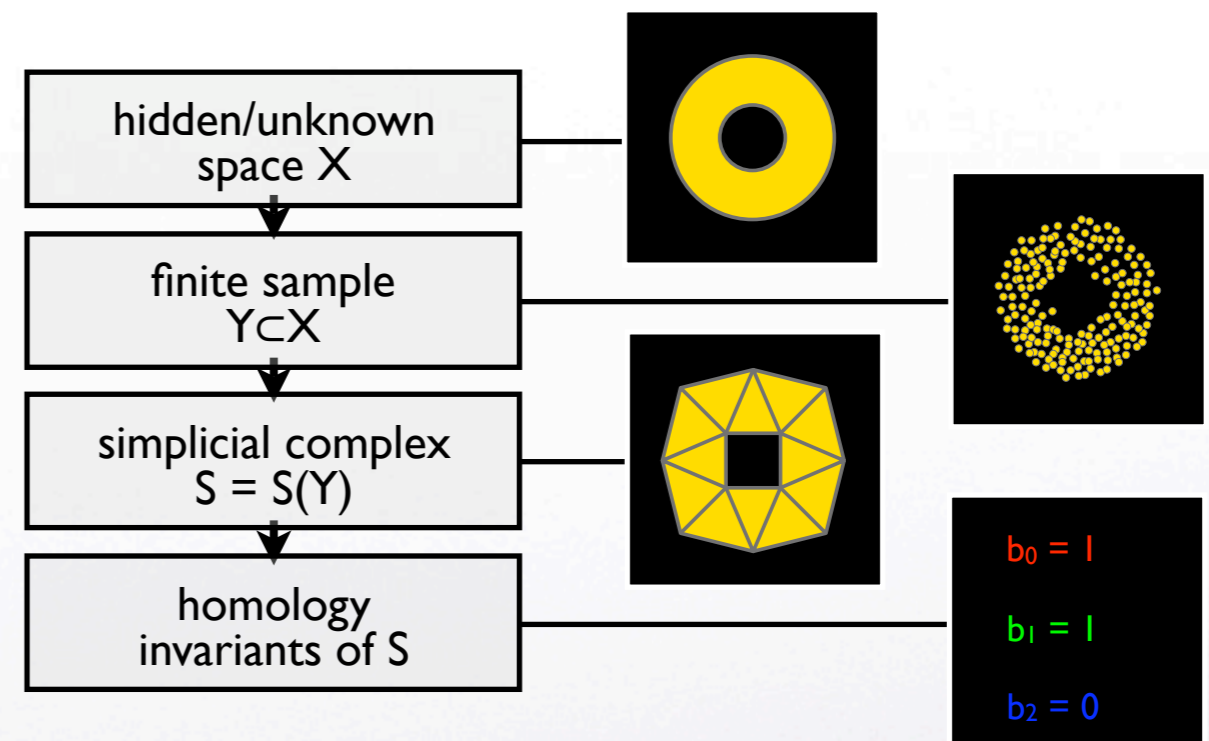 hidden/unknown
space X
finite sample
Y⊂X
simplicial complex
S = S(Y)
homology
invariants of S
b₀ = 1
b₁ = 1
b₂ = 0